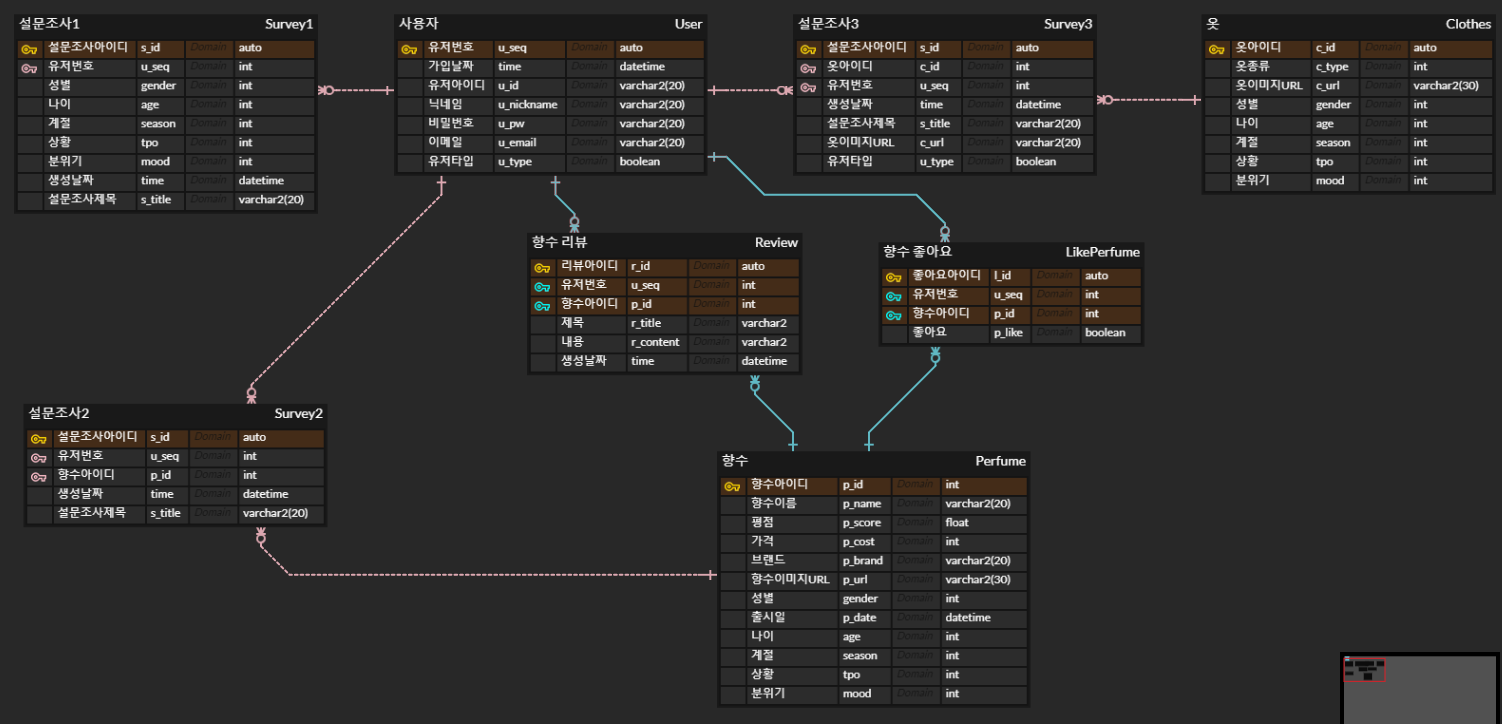 설문조사1 Survey1
설문조사아이디 s_id Domain auto
유저번호 u_seq Domain int
성별 gender Domain int
나이 age Domain int
계절 season Domain int
상황 tpo Domain int
분위기 mood Domain int
생성날짜 time Domain datetime
설문조사제목 s_title Domain varchar2(20)
사용자 User
유저번호 u_seq Domain auto
가입날짜 time Domain datetime
유저아이디 u_id Domain varchar2(20)
닉네임 u_nickname Domain varchar2(20)
비밀번호 u_pw Domain varchar2(20)
이메일 u_email Domain varchar2(20)
유저타입 u_type Domain boolean
설문조사3 Survey3
설문조사아이디 s_id Domain auto
옷아이디 c_id Domain int
유저번호 u_seq Domain int
생성날짜 time Domain datetime
설문조사제목 s_title Domain varchar2(20)
옷이미지URL c_url Domain varchar2(20)
유저타입 u_type Domain boolean
옷 Clothes
옷아이디 c_id Domain auto
옷종류 c_type Domain int
옷이미지URL c_url Domain varchar2(30)
성별 gender Domain int
나이 age Domain int
계절 season Domain int
상황 tpo Domain int
분위기 mood Domain int
향수 리뷰 Review
리뷰아이디 r_id Domain auto
유저번호 u_seq Domain int
향수아이디 p_id Domain int
제목 r_title Domain varchar2
내용 r_content Domain varchar2
생성날짜 time Domain datetime
향수 좋아요 LikePerfume
좋아요아이디 l_id Domain auto
유저번호 u_seq Domain int
향수아이디 p_id Domain int
좋아요 p_like Domain boolean
설문조사2 Survey2
설문조사아이디 s_id Domain auto
유저번호 u_seq Domain int
향수아이디 p_id Domain int
생성날짜 time Domain datetime
설문조사제목 s_title Domain varchar2(20)
향수 Perfume
향수아이디 p_id Domain int
향수이름 p_name Domain varchar2(20)
평점 p_score Domain float
가격 p_cost Domain int
브랜드 p_brand Domain varchar2(20)
향수이미지URL p_url Domain varchar2(30)
성별 gender Domain int
출시일 p_date Domain datetime
나이 age Domain int
계절 season Domain int
상황 tpo Domain int
분위기 mood Domain int